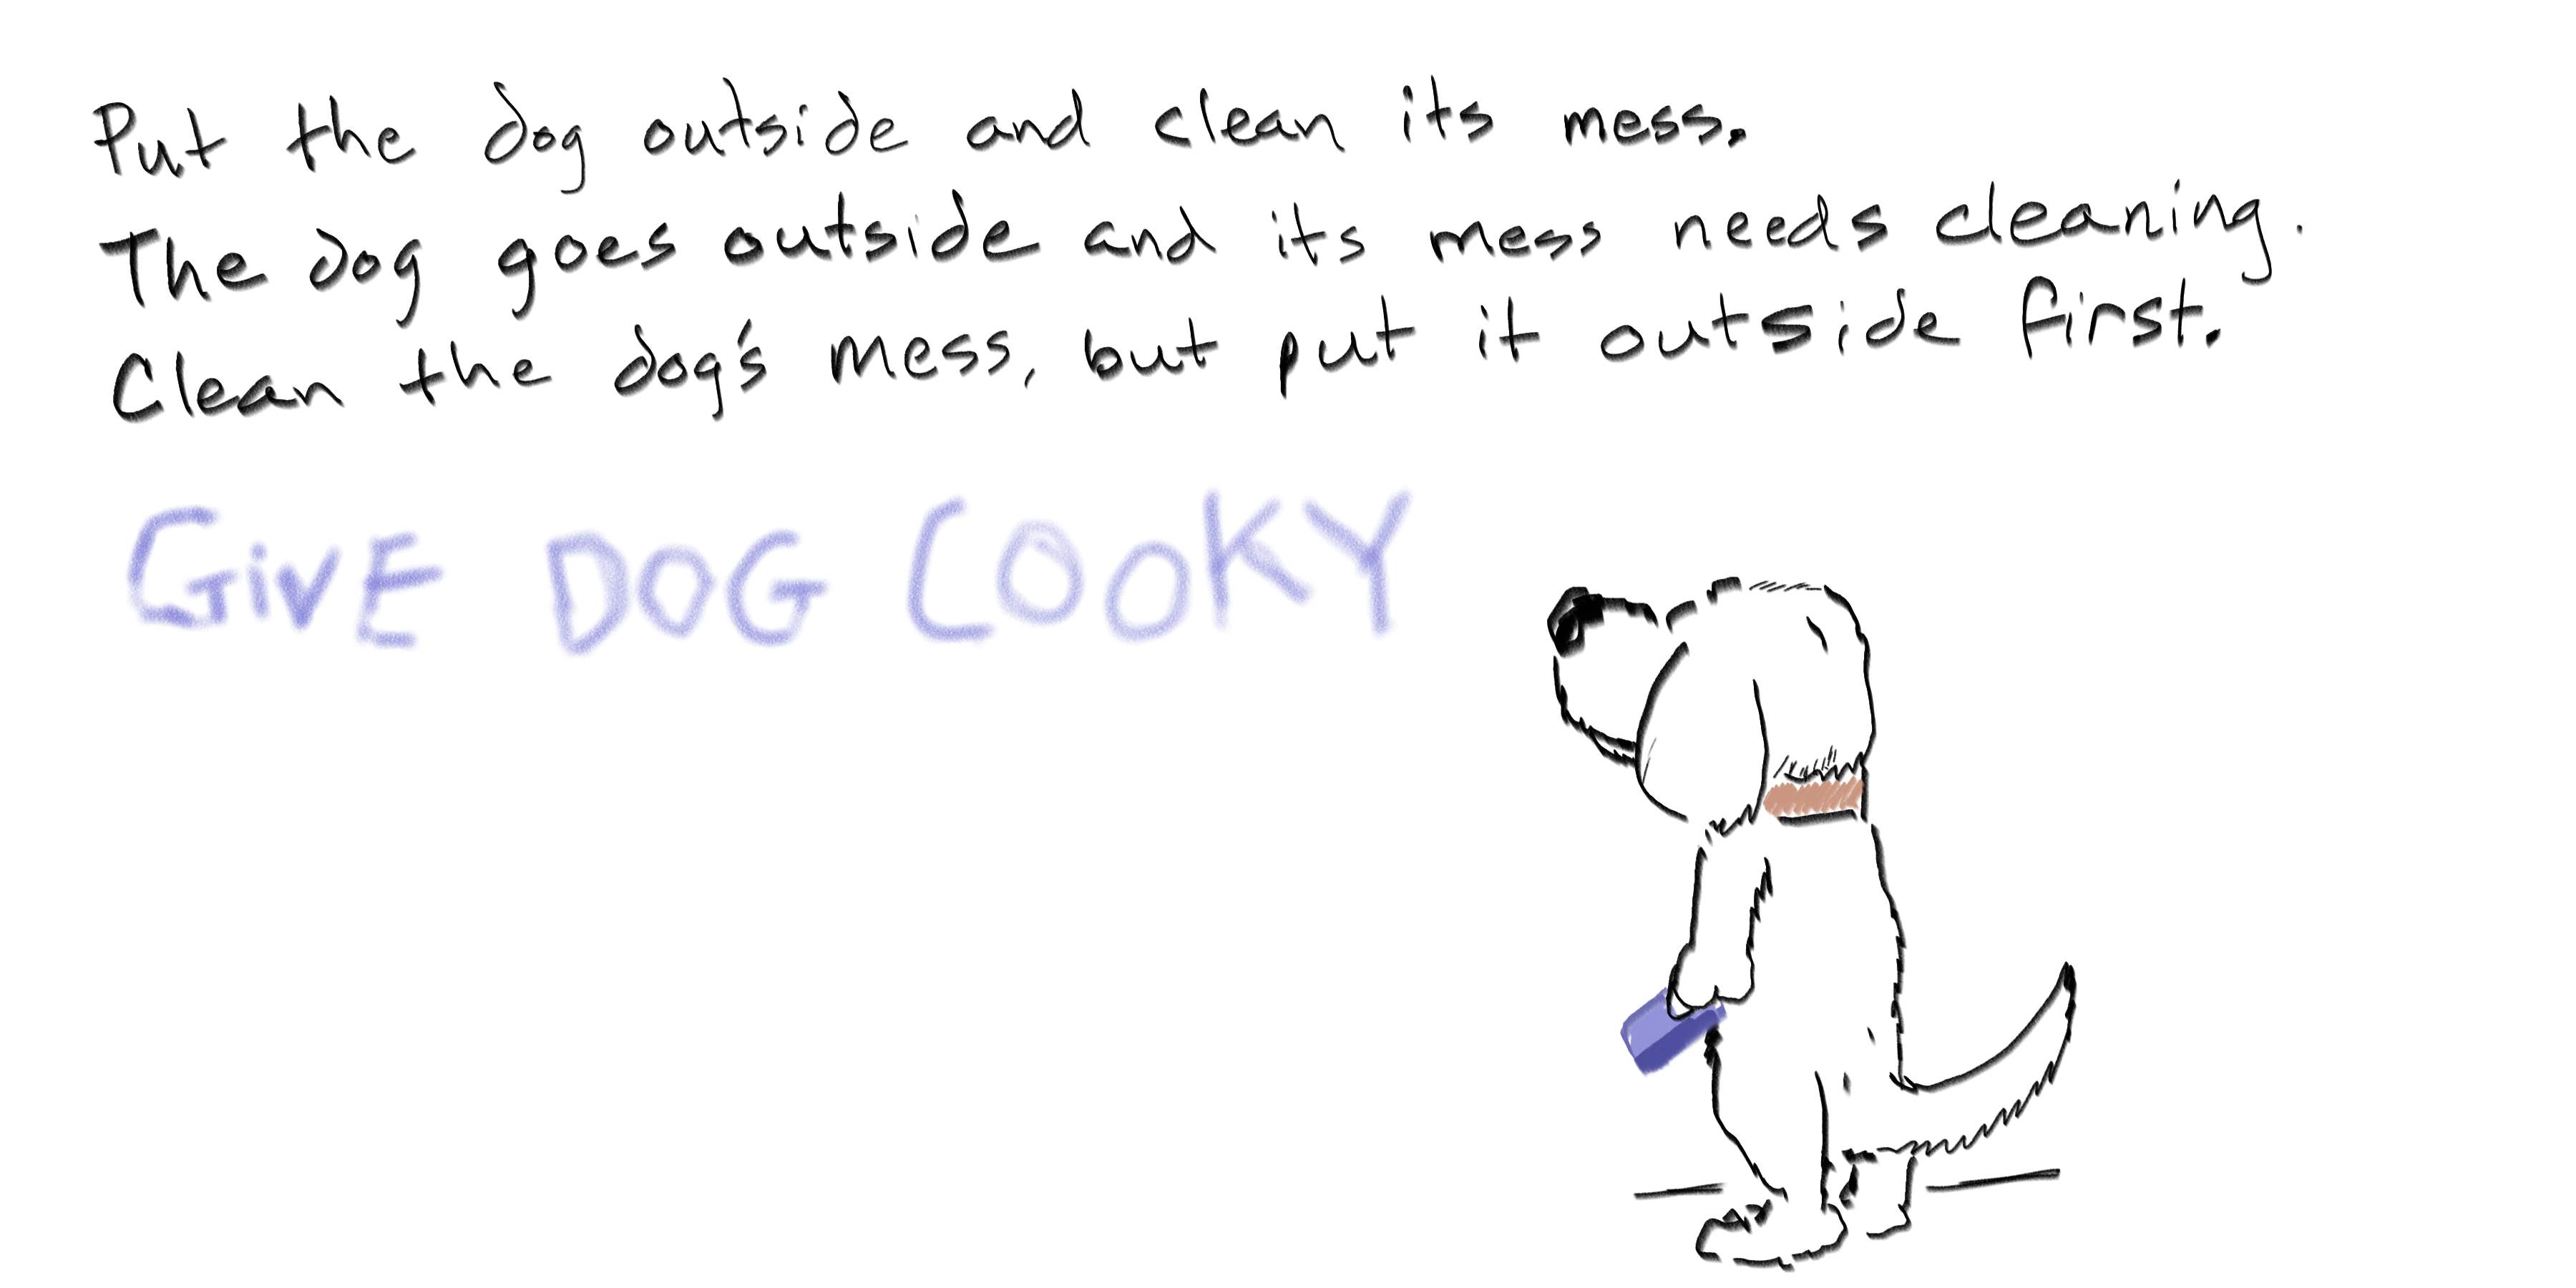 Put the dog outside and clean its mess.
The dog goes outside and its mess needs cleaning.
Clean the dog's mess, but put it outside first.
GiVE DOG COOKY